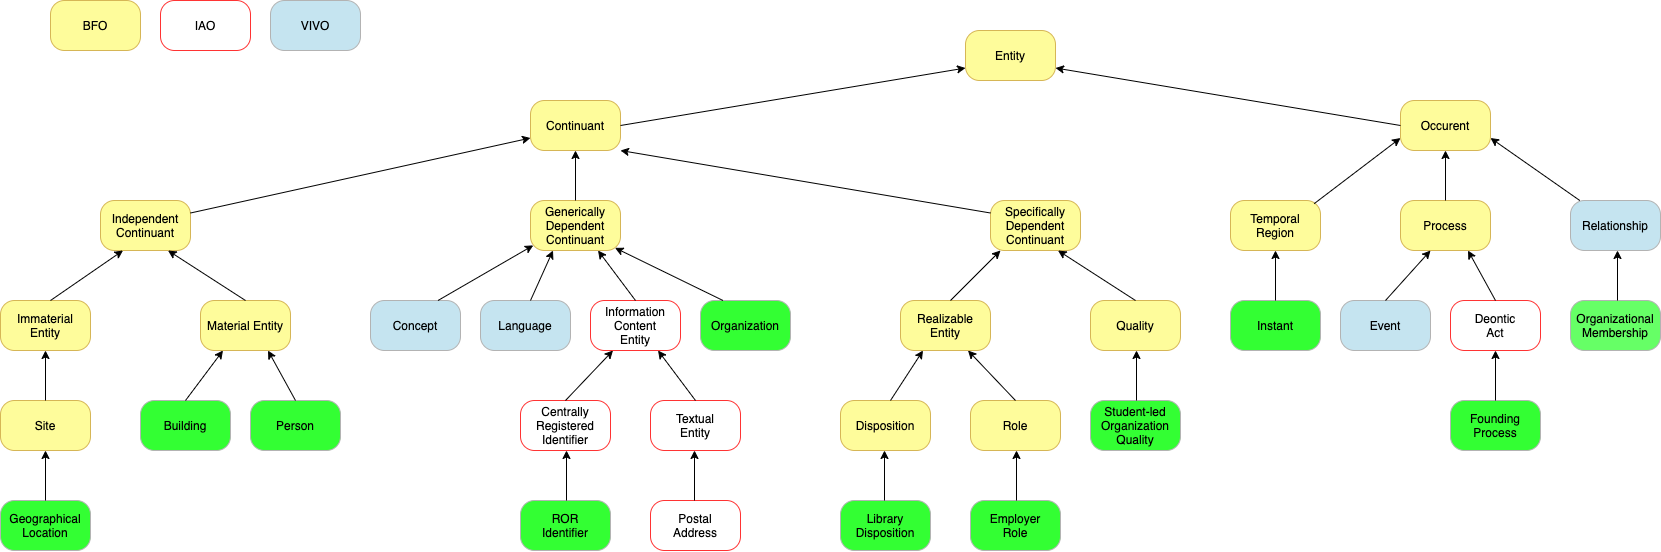 BFO
IAO
VIVO
Entity
Continuant
Occurent
Independent
Continuant
Generically
Dependent
Continuant
Specifically
Dependent
Continuant
Temporal
Region
Process
Relationship
Immaterial
Entity
Material Entity
Concept
Language
Information
Content
Entity
Organization
Realizable
Entity
Quality
Instant
Event
Deontic
Act
Organizational
Membership
Site
Building
Person
Centrally
Registered
Identifier
Textual
Entity
Disposition
Role
Student-led
Organization
Quality
Founding
Process
Geographical
Location
ROR
Identifier
Postal
Address
Library
Disposition
Employer
Role